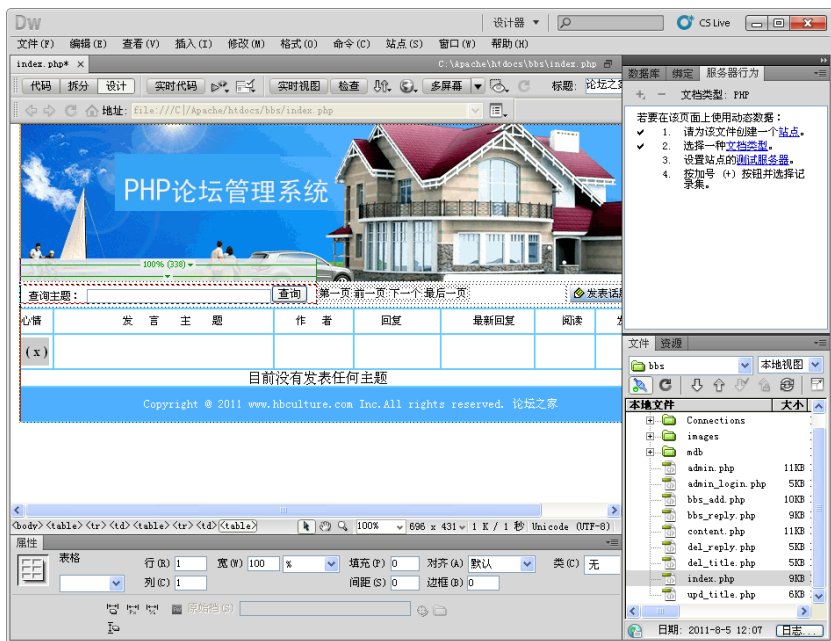 Dw 设计器 CS Live
文件(F) 编辑(E) 查看(V) 插入(I) 修改(M) 格式(O) 命令(C) 站点(S) 窗口(W) 帮助(H)
index.php* × C:\Apache\htdocs\bbs\index.php
代码 拆分 设计 实时代码 实时视图 检查 多屏幕 标题: 论坛之家
地址: file:///C|/Apache/htdocs/bbs/index.php
PHP论坛管理系统
100% (338)
查询主题: 查询 第一页 前一页 下一个 最后一页 发表话
心情 发 言 主 题 作 者 回复 最新回复 阅读
(x)
目前没有发表任何主题
Copyright @ 2011 www.hbculture.com Inc.All rights reserved. 论坛之家
<body> <table> <tr> <td> <table> <tr> <td> <table> 100% 696 x 431 1 K / 1 秒 Unicode (UTF-8)
属性
表格 行(R) 1 宽(W) 100 % 填充(P) 0 对齐(A) 默认 类(C) 无
列(C) 1 间距(S) 0 边框(B) 0
原始档(S)
数据库 绑定 服务器行为
+ - 文档类型: PHP
若要在该页面上使用动态数据:
✔ 1. 请为该文件创建一个站点。
✔ 2. 选择一种文档类型。
3. 设置站点的测试服务器。
4. 按加号 (+) 按钮并选择记
录集。
文件 资源
bbs 本地视图
本地文件 大小
Connections
images
mdb
admin.php 11KB
admin_login.php 5KB
bbs_add.php 10KB
bbs_reply.php 9KB
content.php 11KB
del_reply.php 5KB
del_title.php 5KB
index.php 9KB
upd_title.php 6KB
日期: 2011-8-5 12:07 日志...